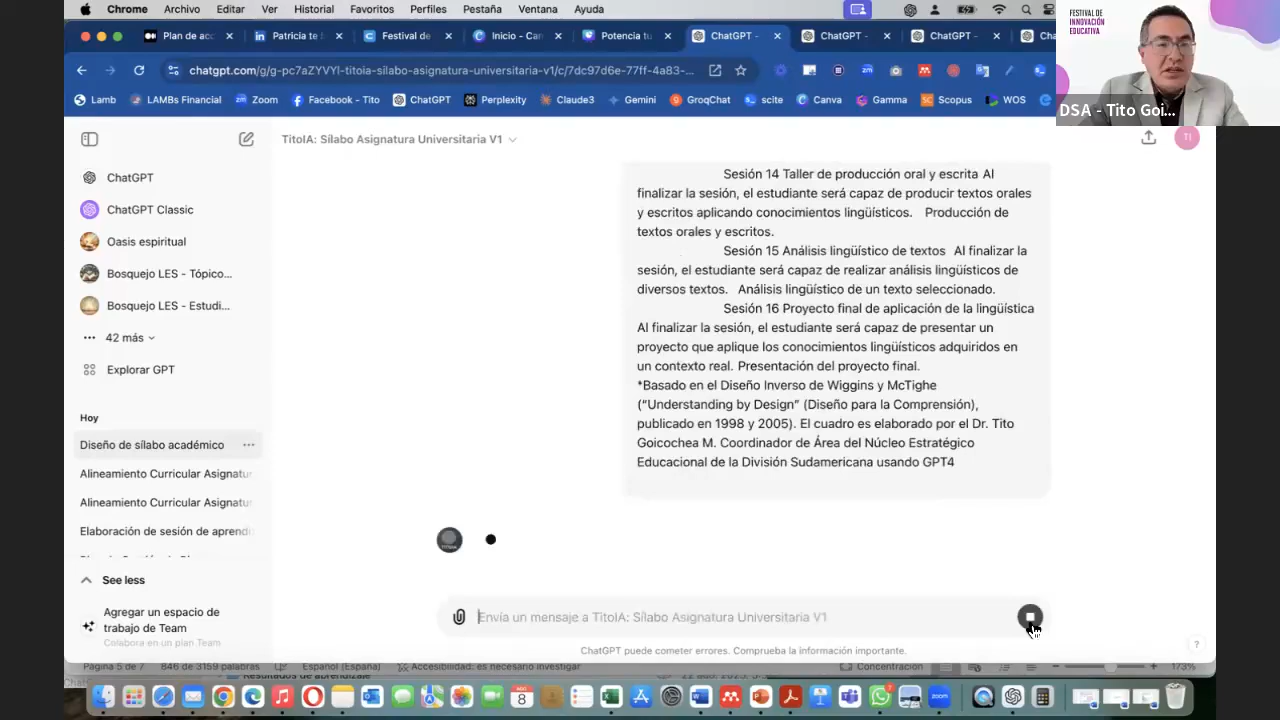 Chrome Archivo Editar Ver Historial Favoritos Perfiles Pestaña Ventana Ayuda
Plan de acc
Patricia te
Festival de
Inicio - Can
Potencia tu
ChatGPT -
ChatGPT -
ChatGPT -
chatgpt.com/g/g-pc7aZYVYl-titoia-silabo-asignatura-universitaria-v1/c/7dc97d6e-77ff-4a83-...
Lamb LAMBs Financial Zoom Facebook - Tito ChatGPT Perplexity Claude3 Gemini GroqChat scite Canva Gamma Scopus WOS
FESTIVAL DE
INNOVACIÓN
EDUCATIVA
DSA - Tito Goi...
TitoIA: Sílabo Asignatura Universitaria V1
TI
ChatGPT
ChatGPT Classic
Oasis espiritual
Bosquejo LES - Tópico...
Bosquejo LES - Estudi...
42 más
Explorar GPT
Hoy
Diseño de sílabo académico
Alineamiento Curricular Asignatur
Alineamiento Curricular Asignatur
Elaboración de sesión de aprendi
See less
Agregar un espacio de
trabajo de Team
Colabora en un plan Team
Sesión 14 Taller de producción oral y escrita Al
finalizar la sesión, el estudiante será capaz de producir textos orales
y escritos aplicando conocimientos lingüísticos. Producción de
textos orales y escritos.
Sesión 15 Análisis lingüístico de textos Al finalizar la
sesión, el estudiante será capaz de realizar análisis lingüísticos de
diversos textos. Análisis lingüístico de un texto seleccionado.
Sesión 16 Proyecto final de aplicación de la lingüística
Al finalizar la sesión, el estudiante será capaz de presentar un
proyecto que aplique los conocimientos lingüísticos adquiridos en
un contexto real. Presentación del proyecto final.
*Basado en el Diseño Inverso de Wiggins y McTighe
("Understanding by Design" (Diseño para la Comprensión),
publicado en 1998 y 2005). El cuadro es elaborado por el Dr. Tito
Goicochea M. Coordinador de Área del Núcleo Estratégico
Educacional de la División Sudamericana usando GPT4
Envía un mensaje a TitoIA: Sílabo Asignatura Universitaria V1
ChatGPT puede cometer errores. Comprueba la información importante.
?
Página 5 de 7 846 de 3159 palabras Español (España) Accesibilidad: es necesario investigar Concentración 173%
Resultados de aprendizaje
8